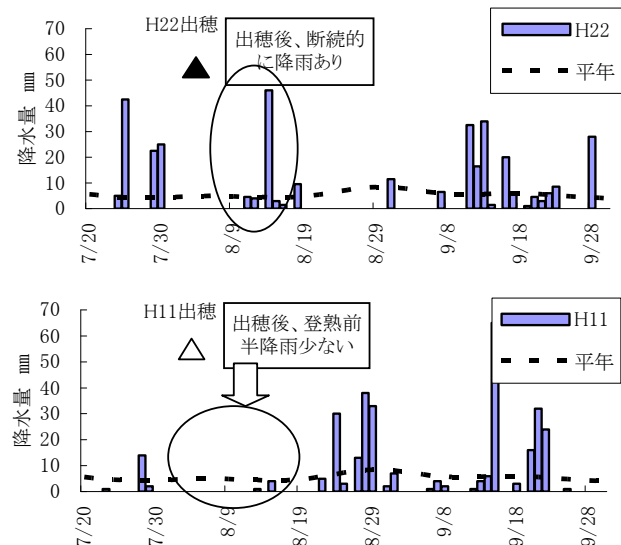 H22出穂
出穂後、断続的
に降雨あり
H22
平年
降水量 ㎜
70
60
50
40
30
20
10
0
7/20
7/30
8/9
8/19
8/29
9/8
9/18
9/28
H11出穂
出穂後、登熟前
半降雨少ない
H11
平年
降水量 ㎜
70
60
50
40
30
20
10
0
7/20
7/30
8/9
8/19
8/29
9/8
9/18
9/28